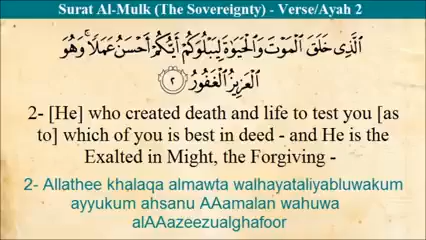 Surat Al-Mulk (The Sovereignty) - Verse/Ayah 2
الَّذِي خَلَقَ الْمَوْتَ وَالْحَيَوٰةَ لِيَبْلُوَكُمْ أَيُّكُمْ أَحْسَنُ عَمَلًا ۚ وَهُوَ
الْعَزِيزُ الْغَفُورُ ٢
2- [He] who created death and life to test you [as
to] which of you is best in deed - and He is the
Exalted in Might, the Forgiving -
2- Allathee khalaqa almawta walhayataliyabluwakum
ayyukum ahsanu AAamalan wahuwa
alAAazeezualghafoor